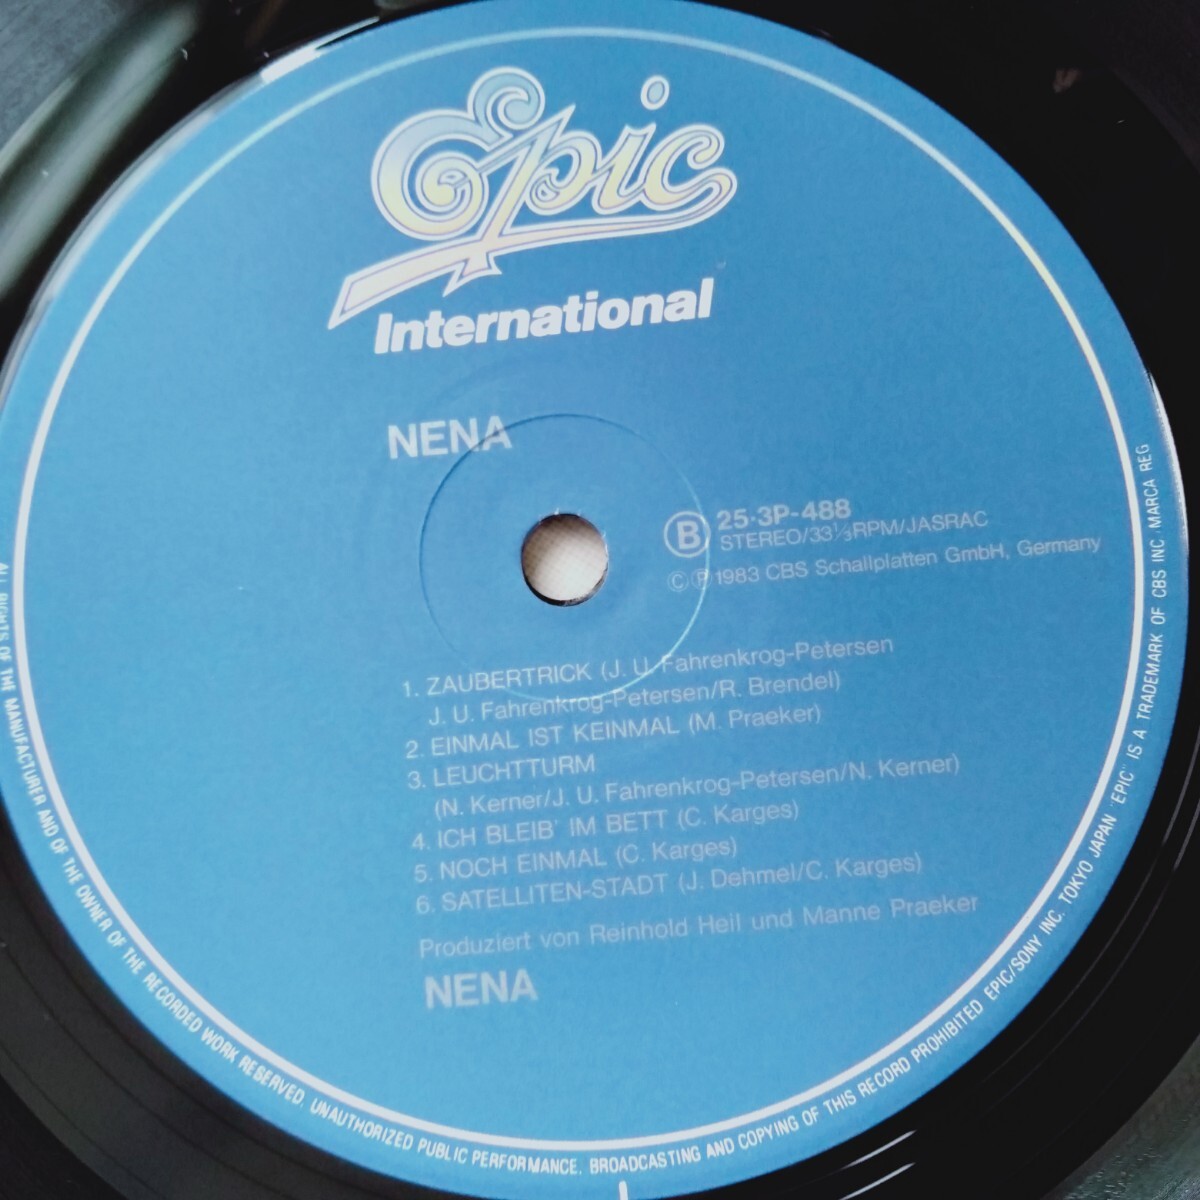 Epic
International
NENA
B 25·3P-488
STEREO/33⅓RPM/JASRAC
Ⓒ Ⓟ 1983 CBS Schallplatten GmbH, Germany
1. ZAUBERTRICK (J. U. Fahrenkrog-Petersen
J. U. Fahrenkrog-Petersen/R. Brendel)
2. EINMAL IST KEINMAL (M. Praeker)
3. LEUCHTTURM
(N. Kerner/J. U. Fahrenkrog-Petersen/N. Kerner)
4. ICH BLEIB' IM BETT (C. Karges)
5. NOCH EINMAL (C. Karges)
6. SATELLITEN-STADT (J. Dehmel/C. Karges)
Produziert von Reinhold Heil und Manne Praeker
NENA
ALL RIGHTS OF THE MANUFACTURER AND OF THE OWNER OF THE RECORDED WORK RESERVED. UNAUTHORIZED PUBLIC PERFORMANCE. BROADCASTING AND COPYING OF THIS RECORD PROHIBITED EPIC/SONY INC. TOKYO JAPAN "EPIC" IS A TRADEMARK OF CBS INC. MARCA REG